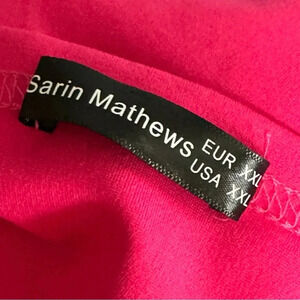 Sarin Mathews
EUR XXL
USA XXL